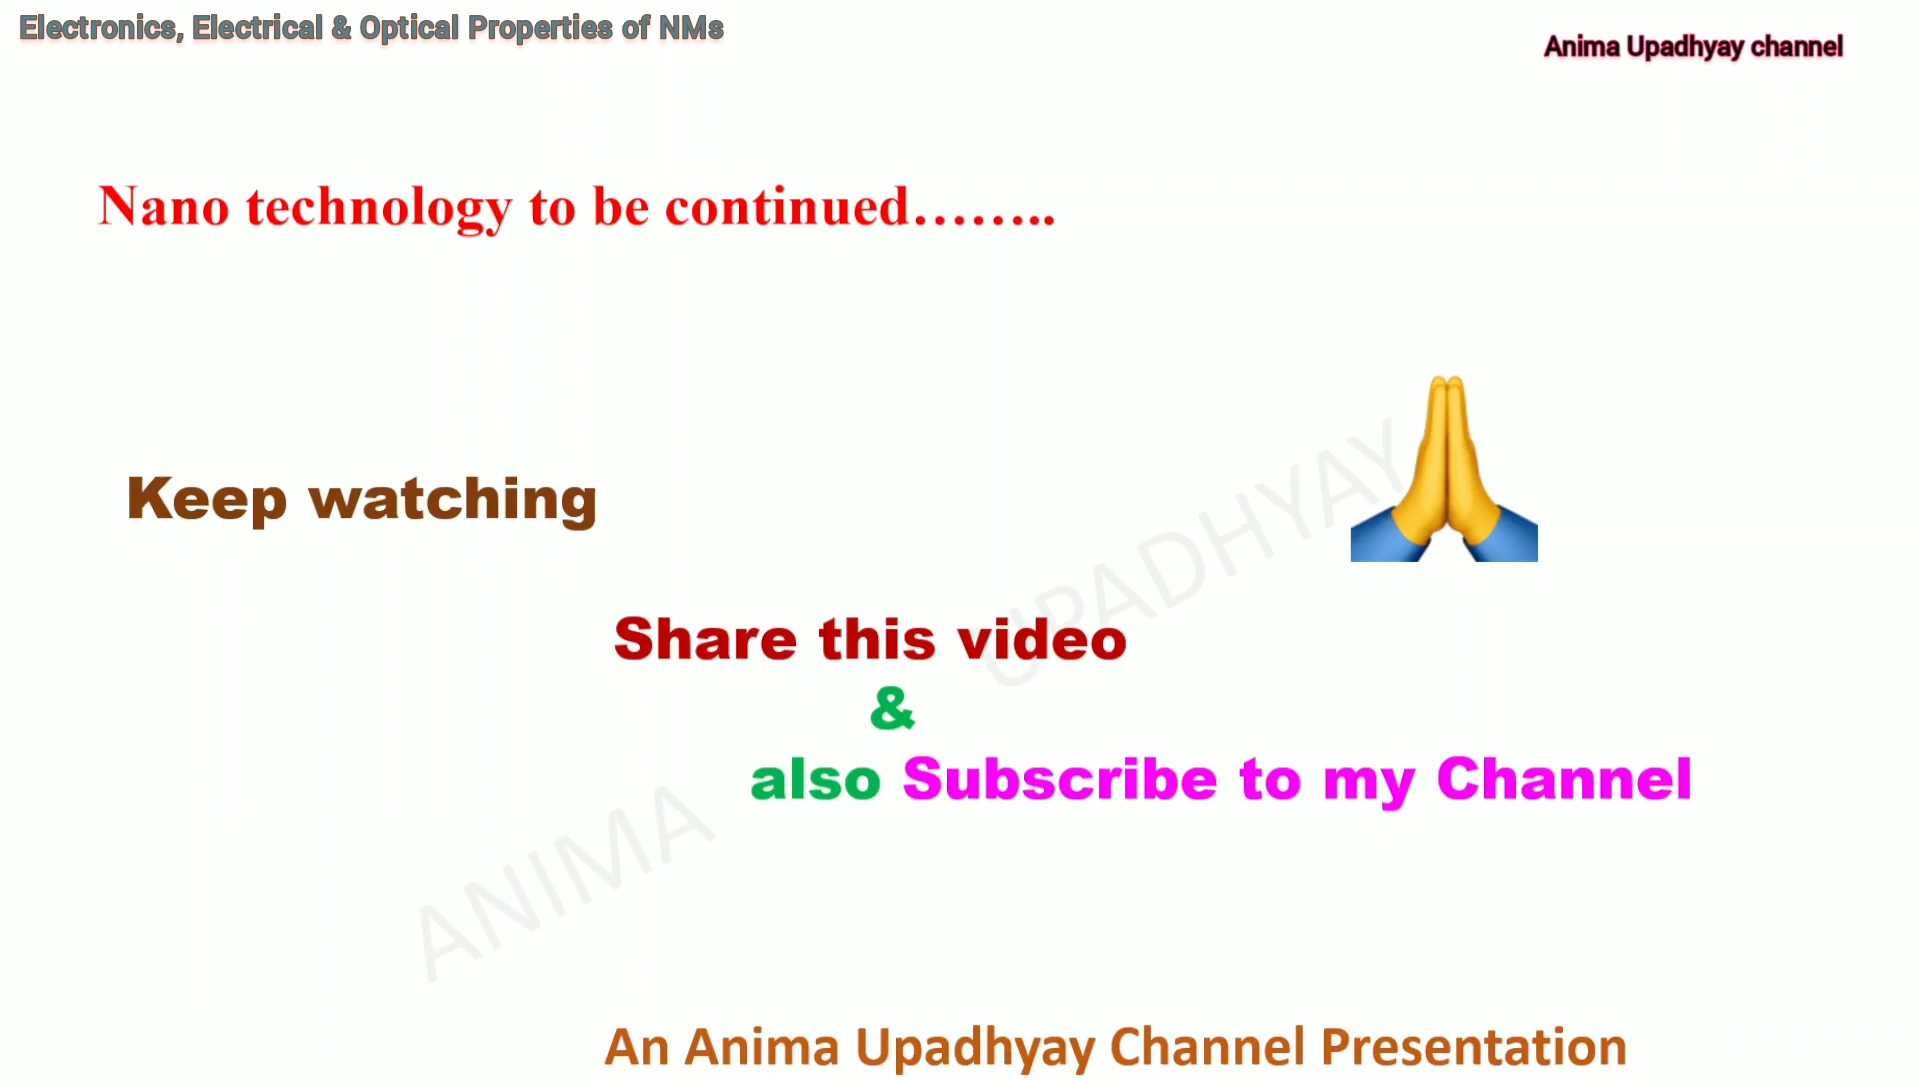 Electronics, Electrical & Optical Properties of NMs
Anima Upadhyay channel
Nano technology to be continued……..
Keep watching
Share this video
&
also Subscribe to my Channel
ANIMA UPADHYAY
An Anima Upadhyay Channel Presentation